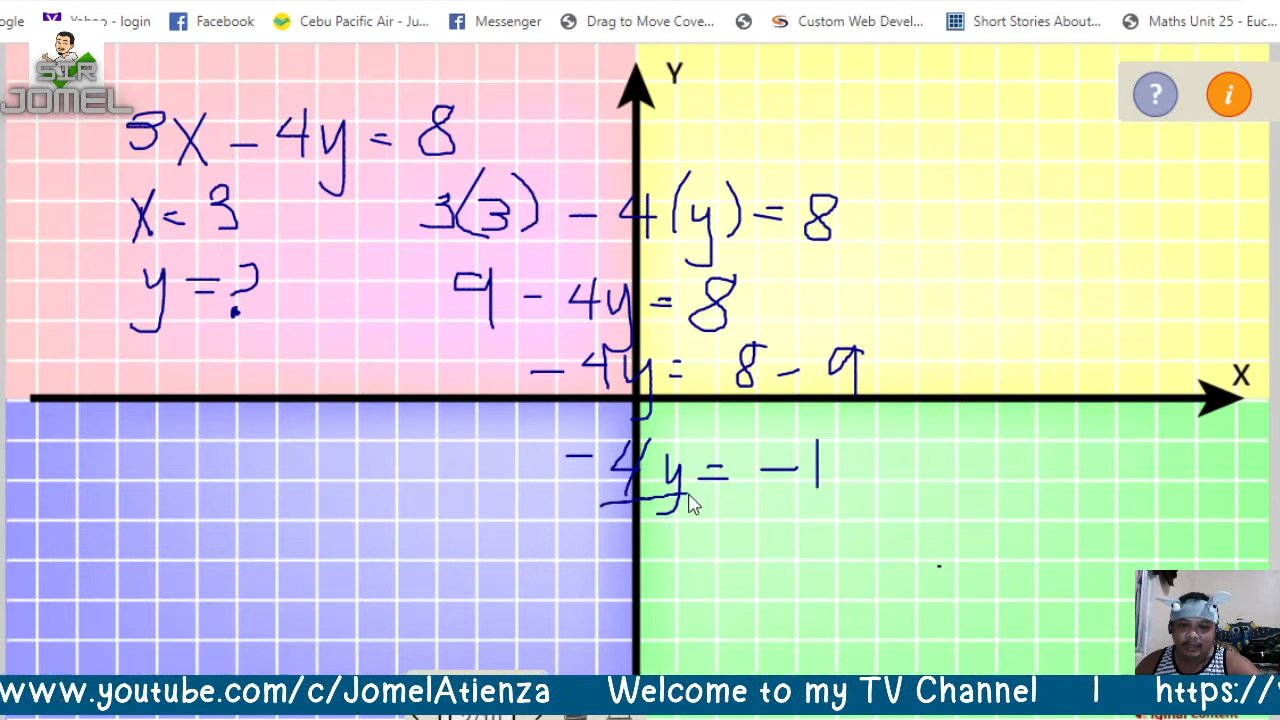 Yahoo - login Facebook Cebu Pacific Air - Ju... Messenger Drag to Move Cove... Custom Web Devel... Short Stories About... Maths Unit 25 - Euc...
SIR
JOMEL
Y
? i
3x - 4y = 8
x = 3 3(3) - 4(y) = 8
y = ? 9 - 4y = 8
- 4y = 8 - 9
X
- 4y = - 1
www.youtube.com/c/JomelAtienza Welcome to my TV Channel | https://